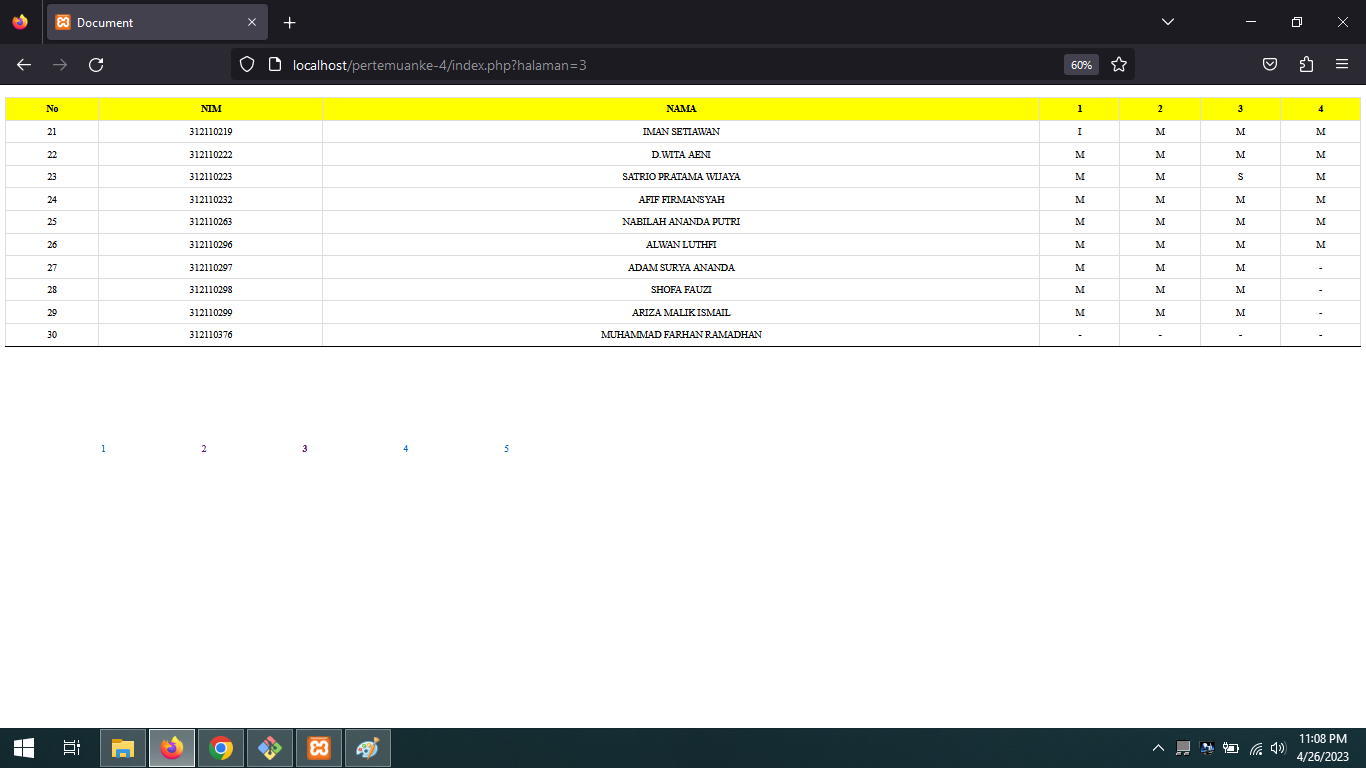 Document
localhost/pertemuanke-4/index.php?halaman=3
60%
No NIM NAMA 1 2 3 4
21 312110219 IMAN SETIAWAN I M M M
22 312110222 D.WITA AENI M M M M
23 312110223 SATRIO PRATAMA WIJAYA M M S M
24 312110232 AFIF FIRMANSYAH M M M M
25 312110263 NABILAH ANANDA PUTRI M M M M
26 312110296 ALWAN LUTHFI M M M M
27 312110297 ADAM SURYA ANANDA M M M -
28 312110298 SHOFA FAUZI M M M -
29 312110299 ARIZA MALIK ISMAIL M M M -
30 312110376 MUHAMMAD FARHAN RAMADHAN - - - -
1 2 3 4 5
11:08 PM
4/26/2023